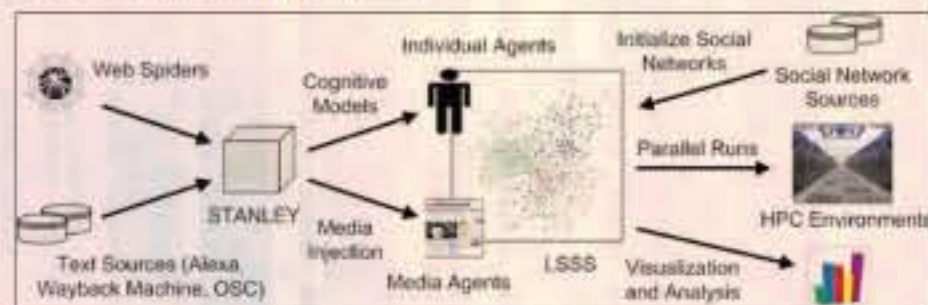 Web Spiders
Text Sources (Alexa,
Wayback Machine, OSC)
STANLEY
Cognitive
Models
Media
Injection
Individual Agents
Media Agents
LSSS
Initialize Social
Networks
Social Network
Sources
Parallel Runs
HPC Environments
Visualization
and Analysis